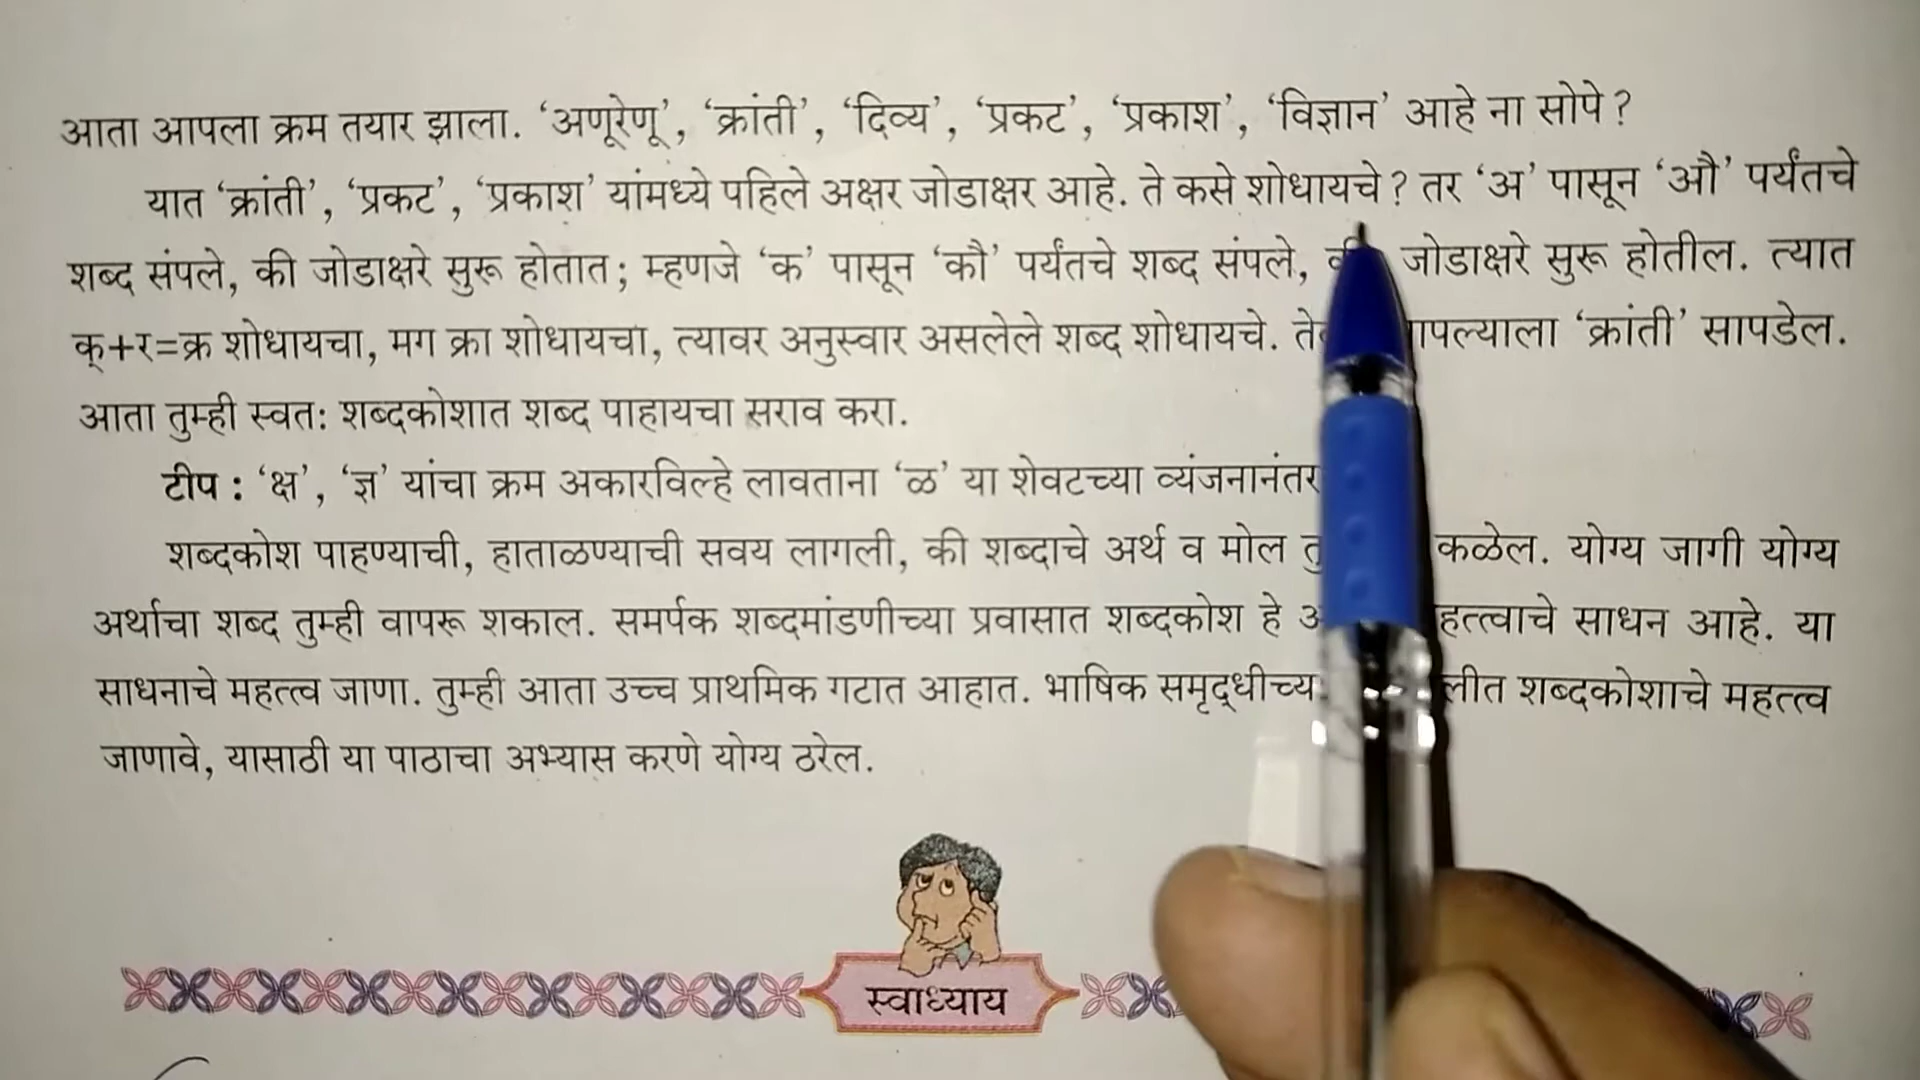 आता आपला क्रम तयार झाला. ‘अणूरेणू’, ‘क्रांती’, ‘दिव्य’, ‘प्रकट’, ‘प्रकाश’, ‘विज्ञान’ आहे ना सोपे ?
यात ‘क्रांती’, ‘प्रकट’, ‘प्रकाश’ यांमध्ये पहिले अक्षर जोडाक्षर आहे. ते कसे शोधायचे ? तर ‘अ’ पासून ‘औ’ पर्यंतचे
शब्द संपले, की जोडाक्षरे सुरू होतात ; म्हणजे ‘क’ पासून ‘कौ’ पर्यंतचे शब्द संपले, जोडाक्षरे सुरू होतील. त्यात
क्+र=क्र शोधायचा, मग क्रा शोधायचा, त्यावर अनुस्वार असलेले शब्द शोधायचे. ‘क्रांती’ सापडेल.
आता तुम्ही स्वतः शब्दकोशात शब्द पाहायचा सराव करा.
टीप : ‘क्ष’, ‘ज्ञ’ यांचा क्रम अकारविल्हे लावताना ‘ळ’ या शेवटच्या व्यंजनानंतर
शब्दकोश पाहण्याची, हाताळण्याची सवय लागली, की शब्दाचे अर्थ व मोल कळेल. योग्य जागी योग्य
अर्थाचा शब्द तुम्ही वापरू शकाल. समर्पक शब्दमांडणीच्या प्रवासात शब्दकोश हे साधन आहे. या
साधनाचे महत्त्व जाणा. तुम्ही आता उच्च प्राथमिक गटात आहात. भाषिक शब्दकोशाचे महत्त्व
जाणावे, यासाठी या पाठाचा अभ्यास करणे योग्य ठरेल.
स्वाध्याय